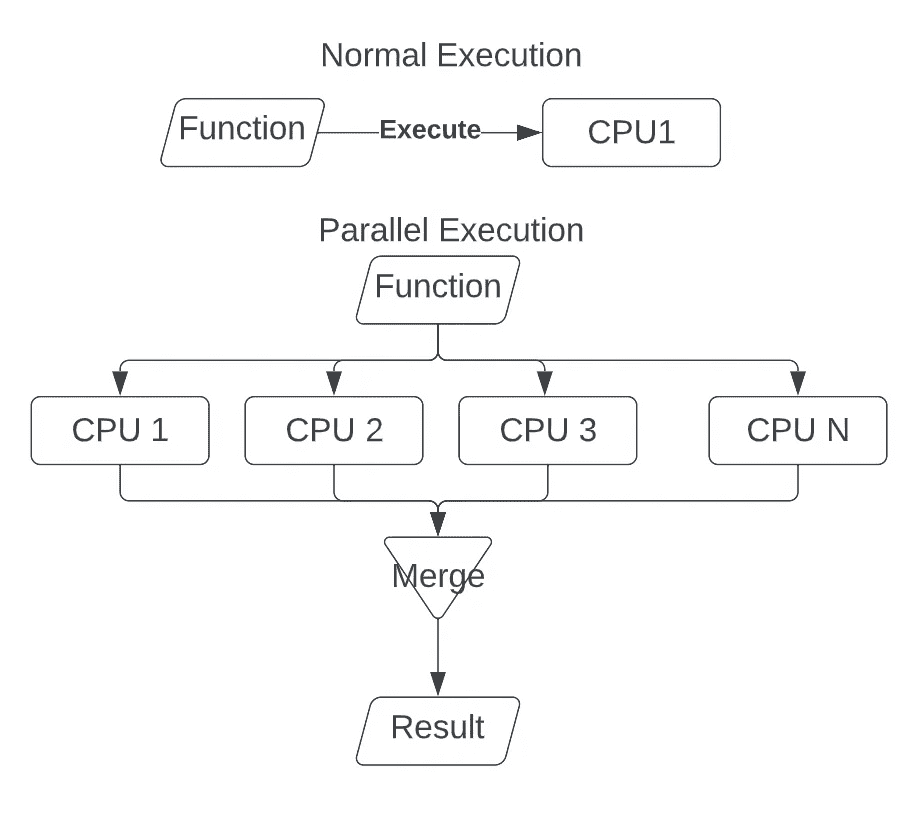 Normal Execution
Function
Execute
CPU1
Parallel Execution
Function
CPU 1
CPU 2
CPU 3
CPU N
Merge
Result